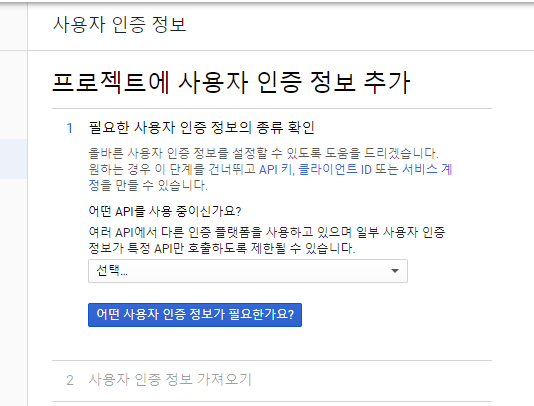 사용자 인증 정보
프로젝트에 사용자 인증 정보 추가
1 필요한 사용자 인증 정보의 종류 확인
올바른 사용자 인증 정보를 설정할 수 있도록 도움을 드리겠습니다.
원하는 경우 이 단계를 건너뛰고 API 키, 클라이언트 ID 또는 서비스 계
정을 만들 수 있습니다.
어떤 API를 사용 중이신가요?
여러 API에서 다른 인증 플랫폼을 사용하고 있으며 일부 사용자 인증
정보가 특정 API만 호출하도록 제한될 수 있습니다.
선택...
어떤 사용자 인증 정보가 필요한가요?
2 사용자 인증 정보 가져오기